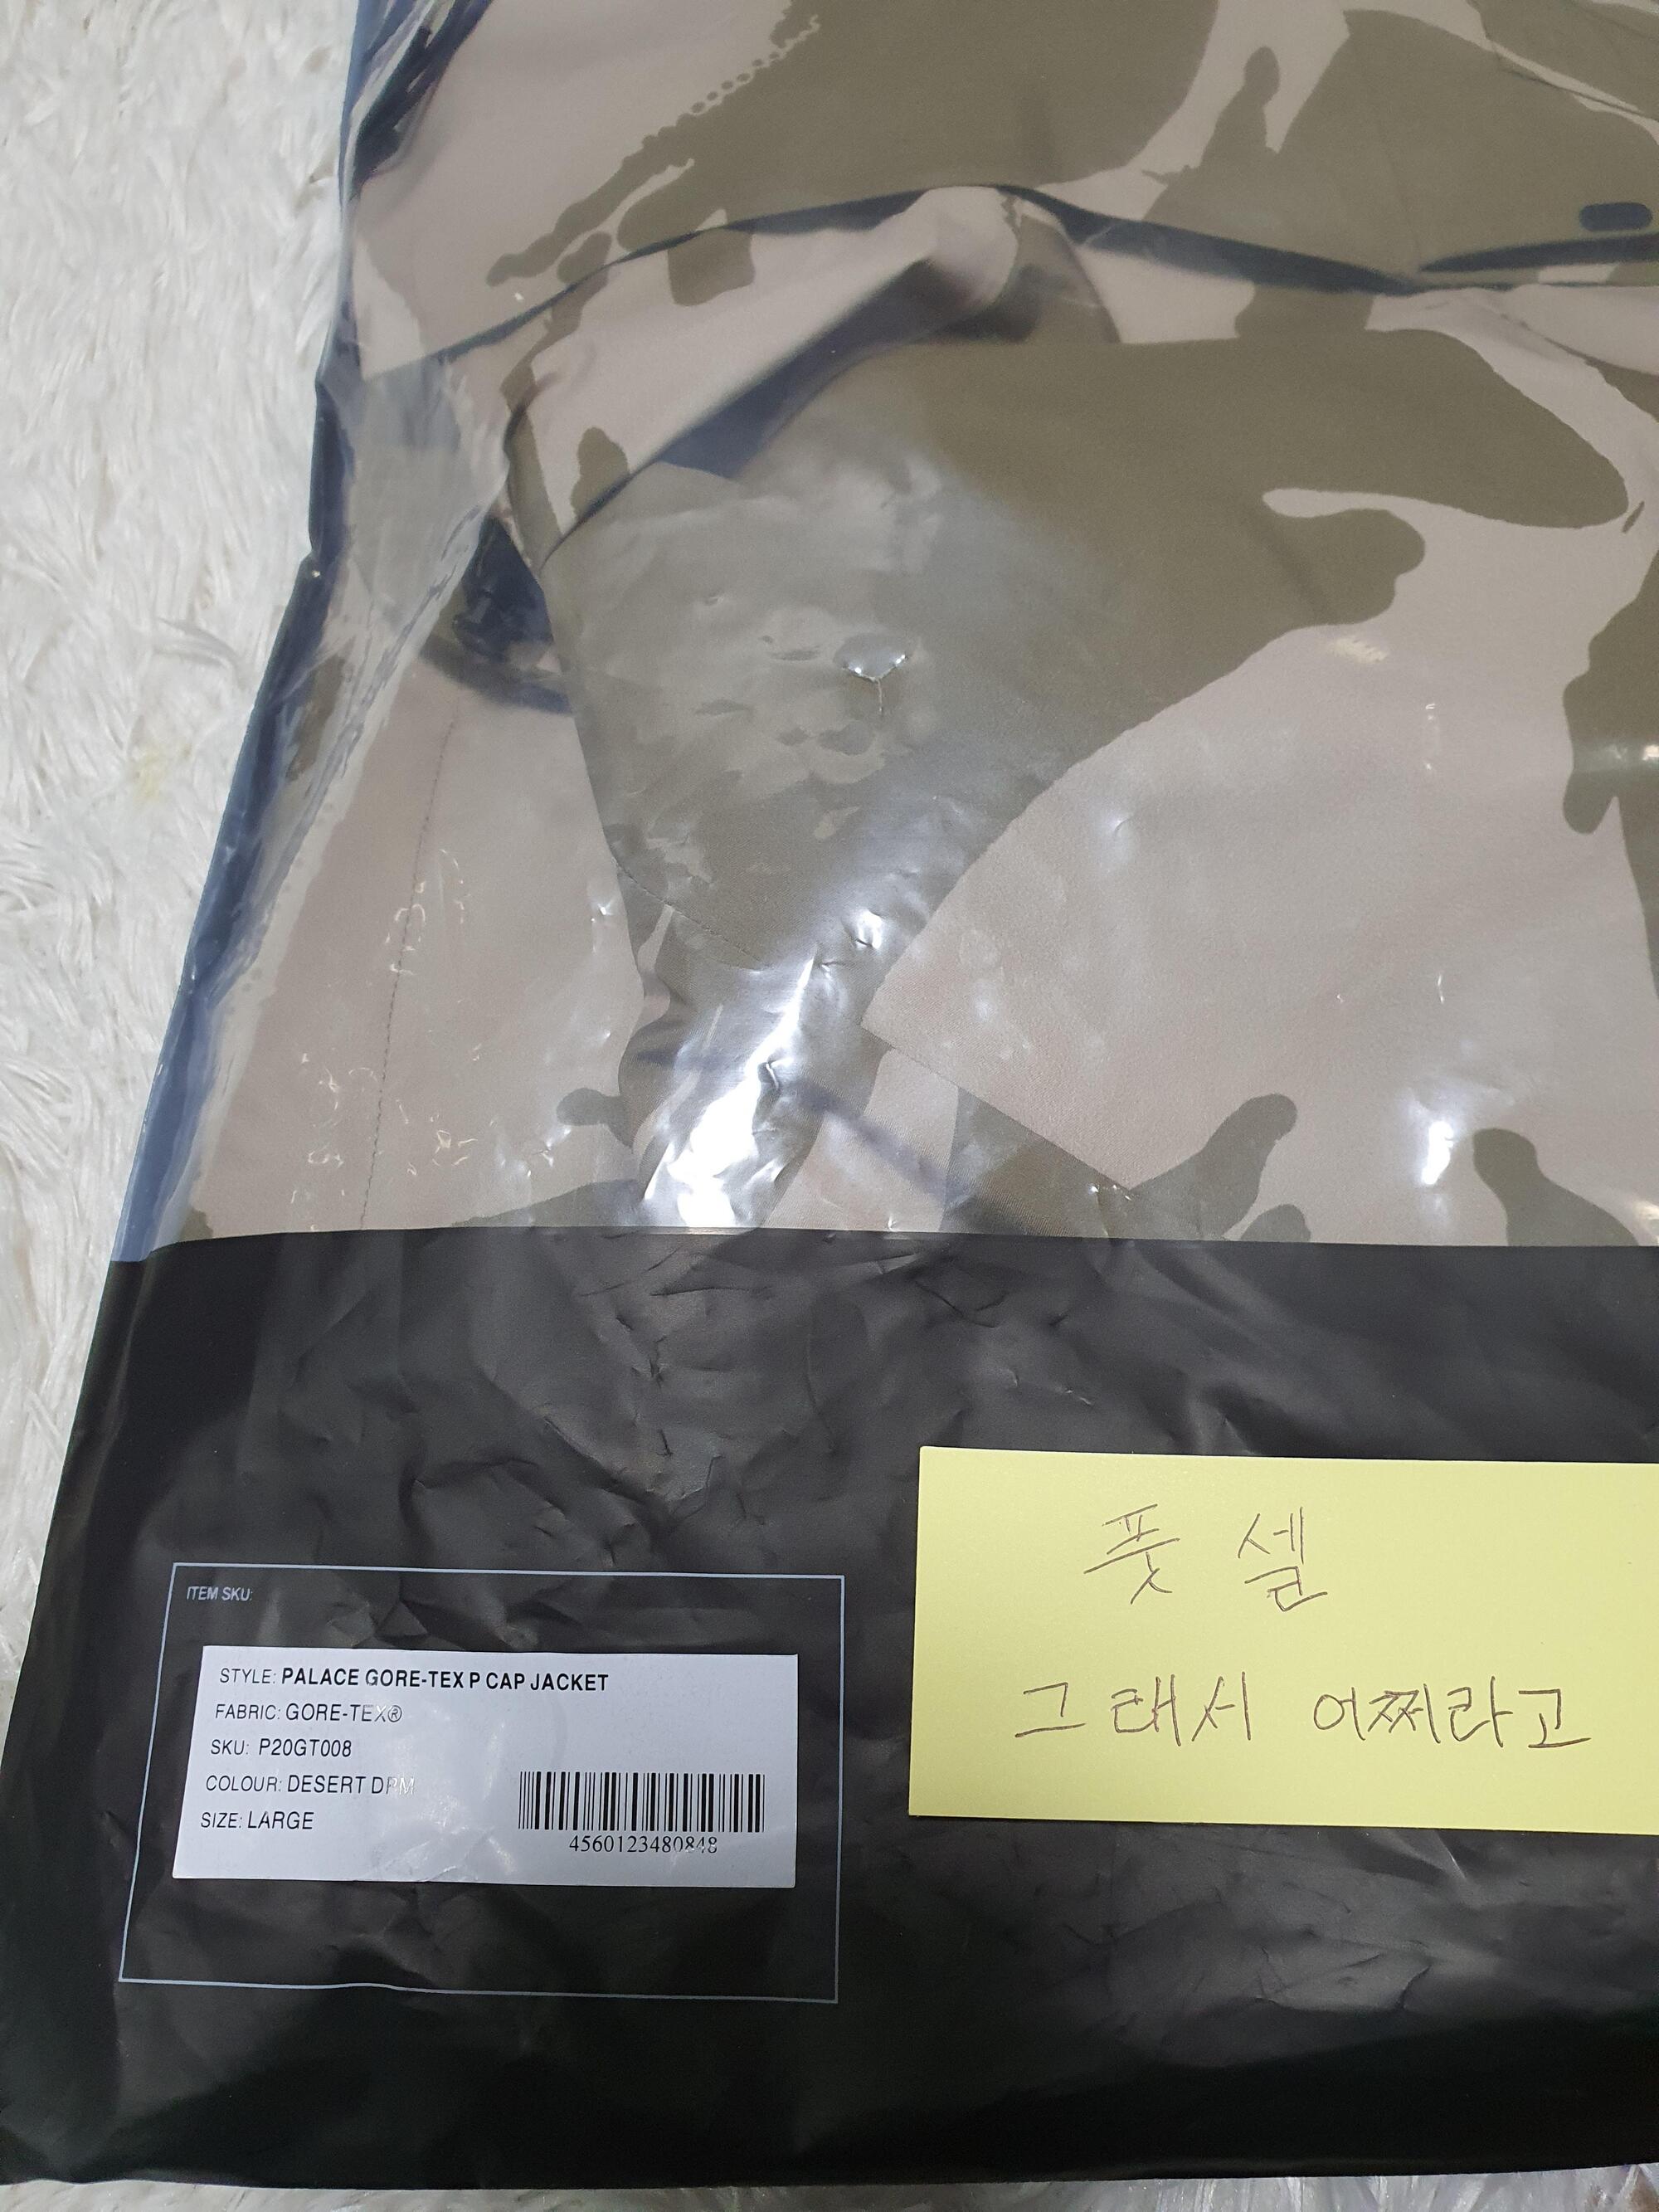 ITEM SKU:
STYLE: PALACE GORE-TEX P CAP JACKET
FABRIC: GORE-TEX®
SKU: P20GT008
COLOUR: DESERT DPM
SIZE: LARGE
4560123480848
풋셀
그래서 어쩌라고